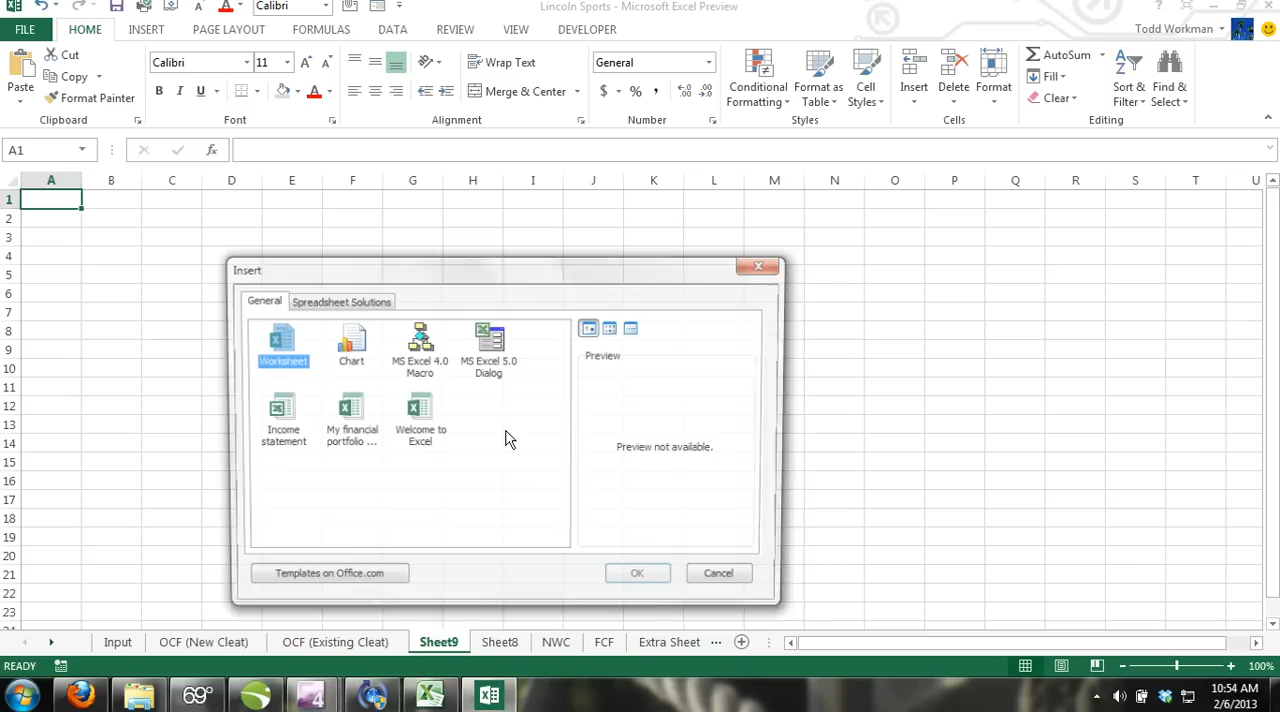 Calibri
Lincoln Sports - Microsoft Excel Preview
?
FILE HOME INSERT PAGE LAYOUT FORMULAS DATA REVIEW VIEW DEVELOPER Todd Workman
Paste
Cut
Copy
Format Painter
Clipboard
Calibri 11
B I U
Font
Wrap Text
Merge & Center
Alignment
General
$ % ,
Number
Conditional Formatting
Format as Table
Cell Styles
Styles
Insert Delete Format
Cells
AutoSum
Fill
Clear
Sort & Filter
Find & Select
Editing
A1 fx
A B C D E F G H I J K L M N O P Q R S T U
1
2
3
4
5
6
7
8
9
10
11
12
13
14
15
16
17
18
19
20
21
22
23
Insert
General Spreadsheet Solutions
Worksheet
Chart
MS Excel 4.0 Macro
MS Excel 5.0 Dialog
Income statement
My financial portfolio ...
Welcome to Excel
Preview
Preview not available.
Templates on Office.com OK Cancel
Input OCF (New Cleat) OCF (Existing Cleat) Sheet9 Sheet8 NWC FCF Extra Sheet ...
READY 100%
69°
4
10:54 AM
2/6/2013